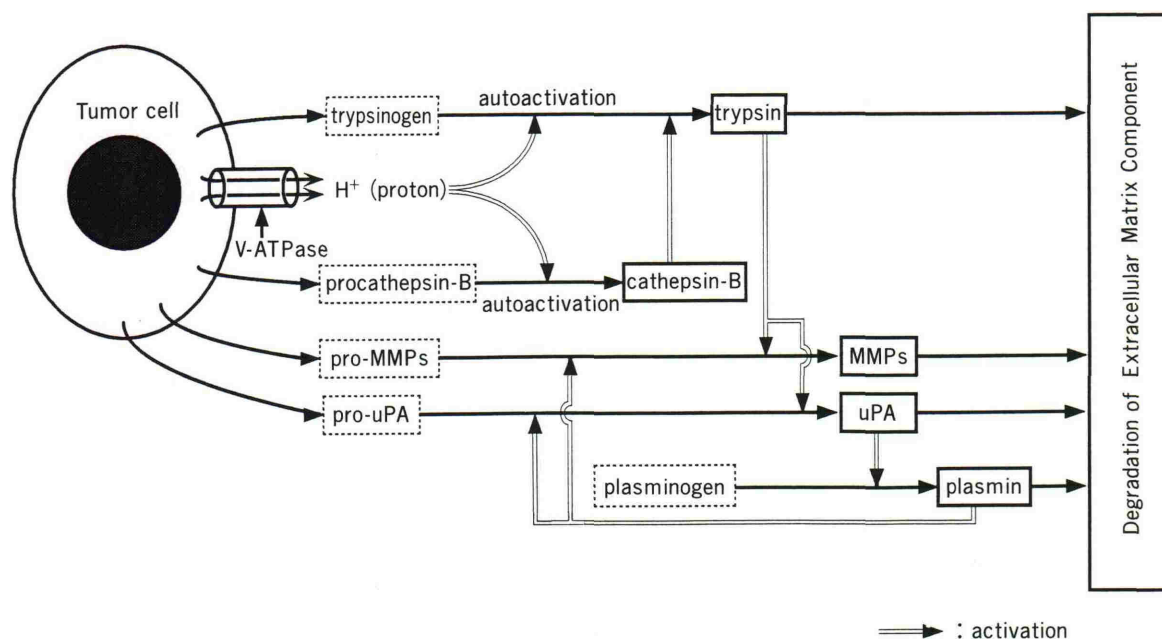 Tumor cell
trypsinogen
autoactivation
trypsin
H⁺ (proton)
V-ATPase
procathepsin-B
autoactivation
cathepsin-B
pro-MMPs
MMPs
pro-uPA
uPA
plasminogen
plasmin
Degradation of Extracellular Matrix Component
: activation